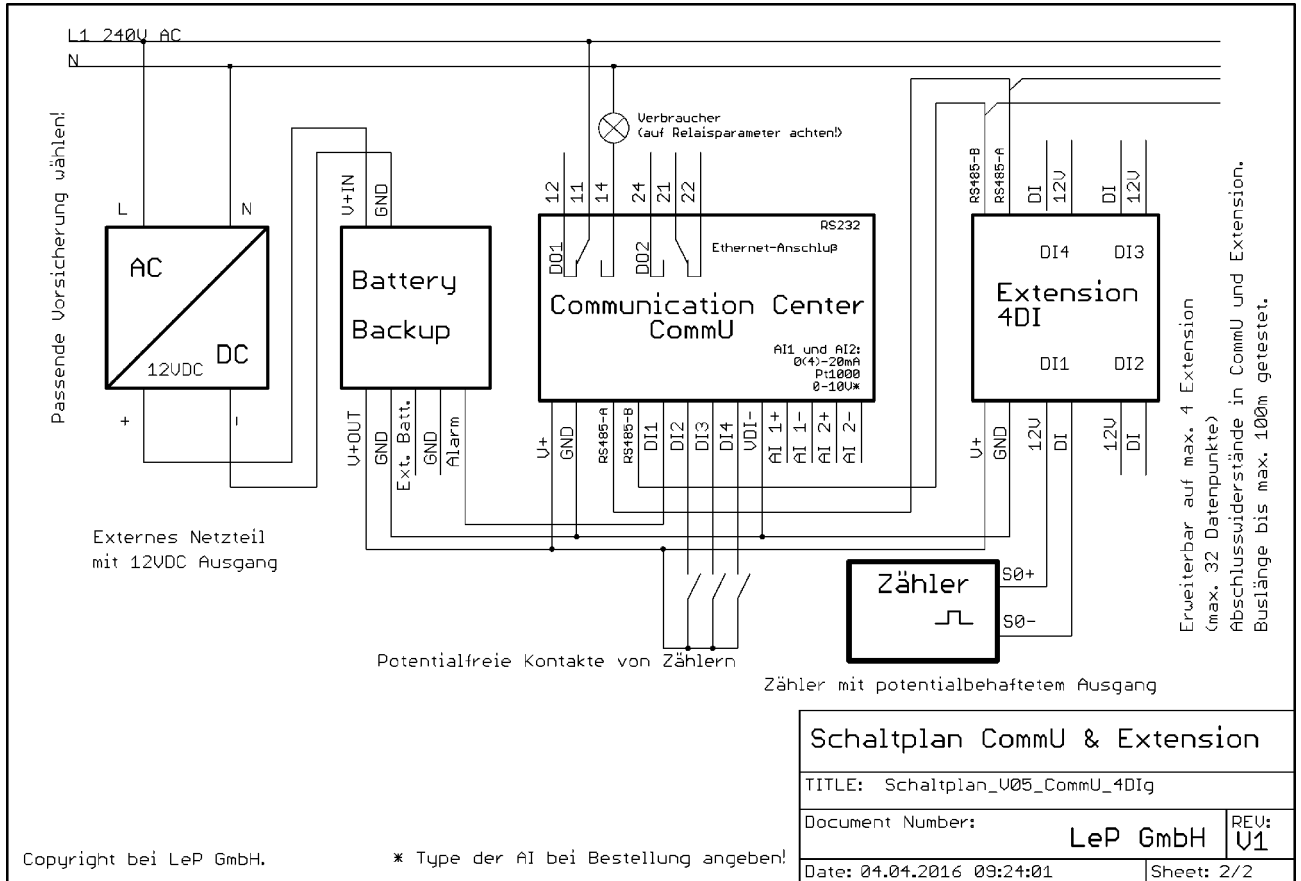 L1 240V AC
N
Passende Vorsicherung wählen!
L
N
AC
DC
12VDC
+
-
Externes Netzteil
mit 12VDC Ausgang
V+IN
GND
Battery
Backup
V+OUT
GND
Ext. Batt.
GND
Alarm
Verbraucher
(auf Relaisparameter achten!)
12
11
14
24
21
22
DO1
DO2
RS232
Ethernet-Anschluß
Communication Center
CommU
AI1 und AI2:
0(4)-20mA
Pt1000
0-10V*
V+
GND
RS485-A
RS485-B
DI1
DI2
DI3
DI4
VDI-
AI 1+
AI 1-
AI 2+
AI 2-
RS485-B
RS485-A
DI
12V
DI
12V
DI4
DI3
Extension
4DI
DI1
DI2
V+
GND
12V
DI
12V
DI
Zähler
S0+
S0-
Potentialfreie Kontakte von Zählern
Zähler mit potentialbehaftetem Ausgang
Erweiterbar auf max. 4 Extension
(max. 32 Datenpunkte)
Abschlusswiderstände in CommU und Extension.
Buslänge bis max. 100m getestet.
Schaltplan CommU & Extension
TITLE: Schaltplan_V05_CommU_4DIg
Document Number:
LeP GmbH
REV:
V1
Date: 04.04.2016 09:24:01
Sheet: 2/2
Copyright bei LeP GmbH.
* Type der AI bei Bestellung angeben!